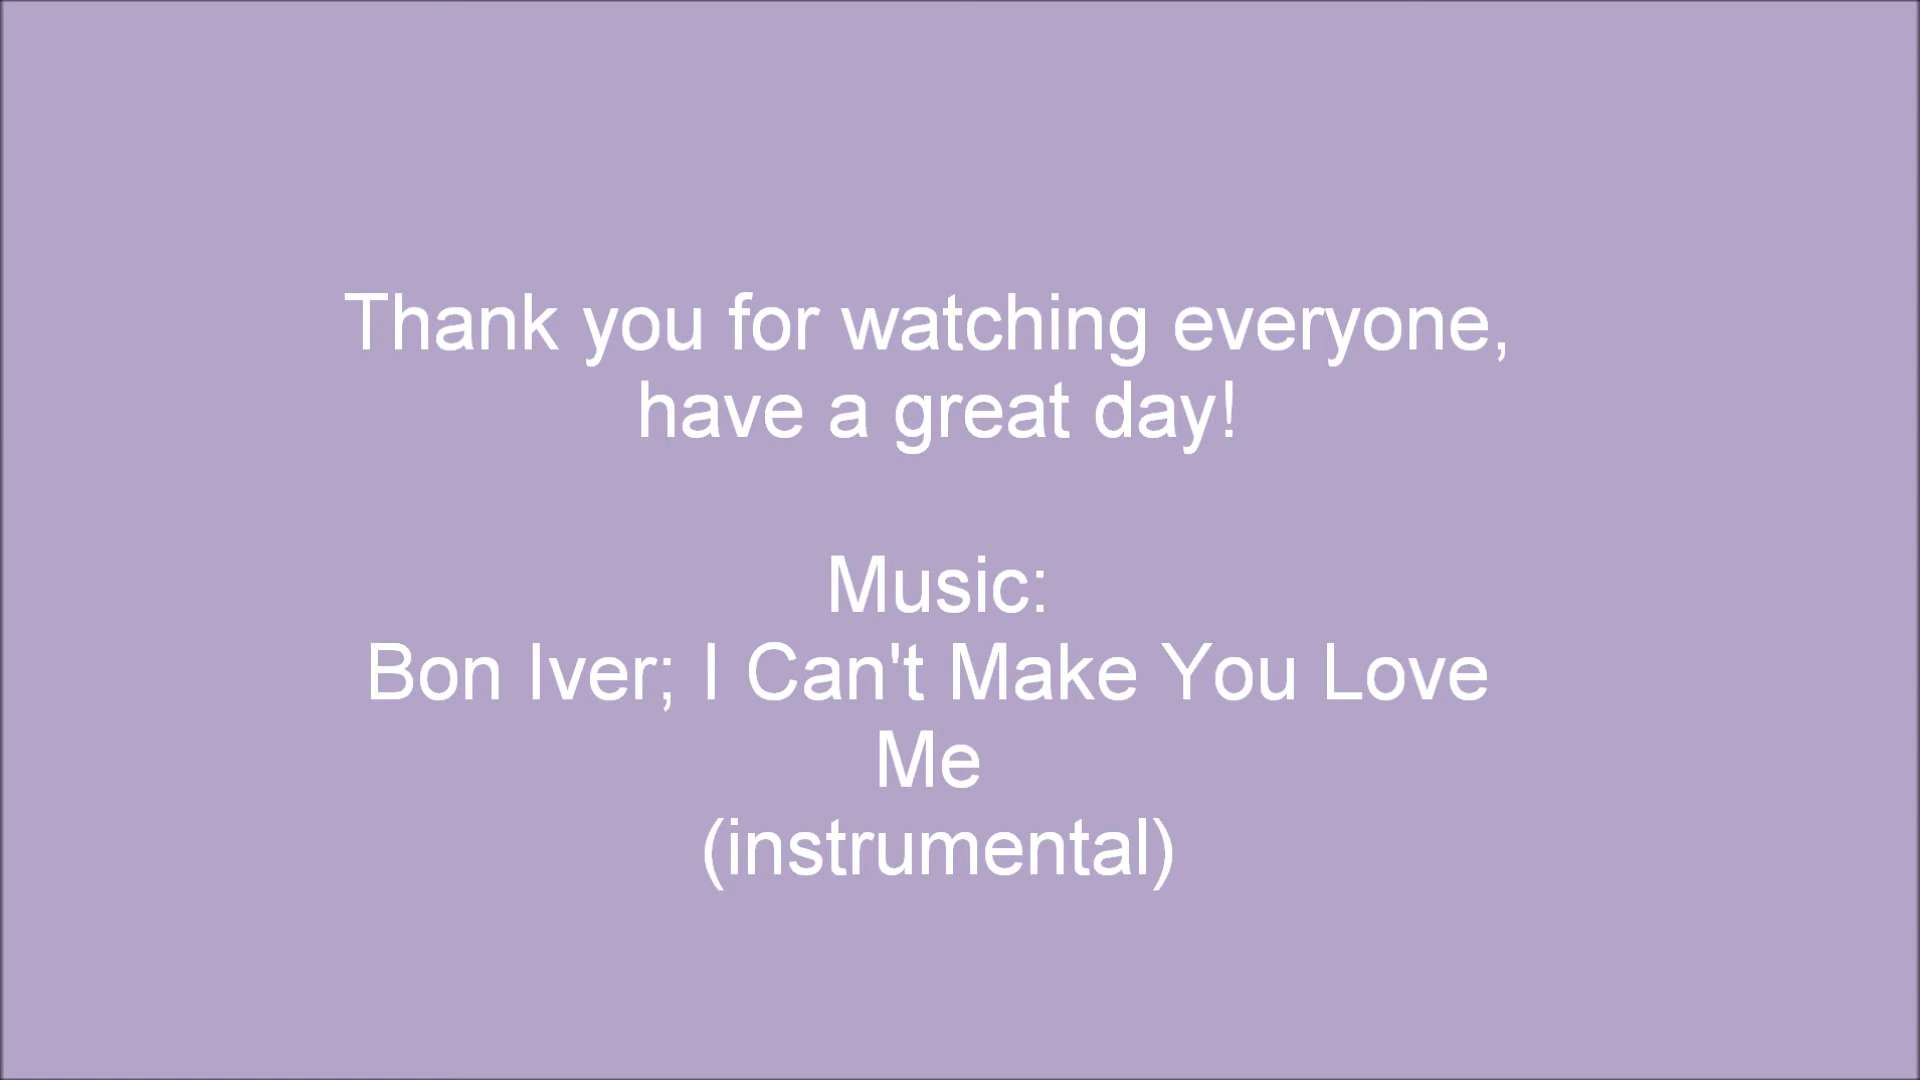 Thank you for watching everyone,
have a great day!
Music:
Bon Iver; I Can't Make You Love
Me
(instrumental)